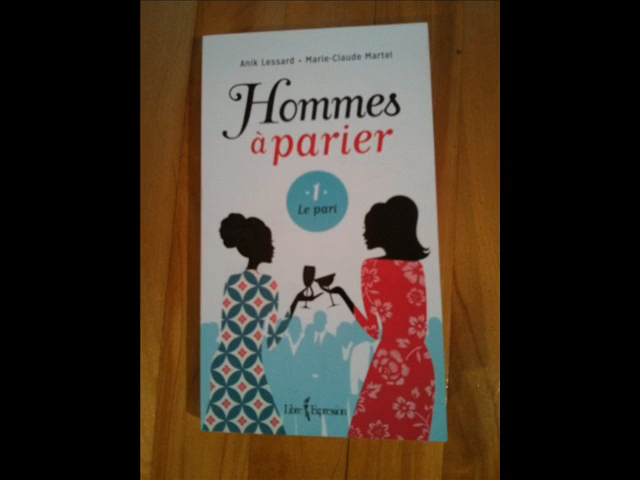 Anik Lessard • Marie-Claude Martel
Hommes
à parier
·1·
Le pari
Libre Expression